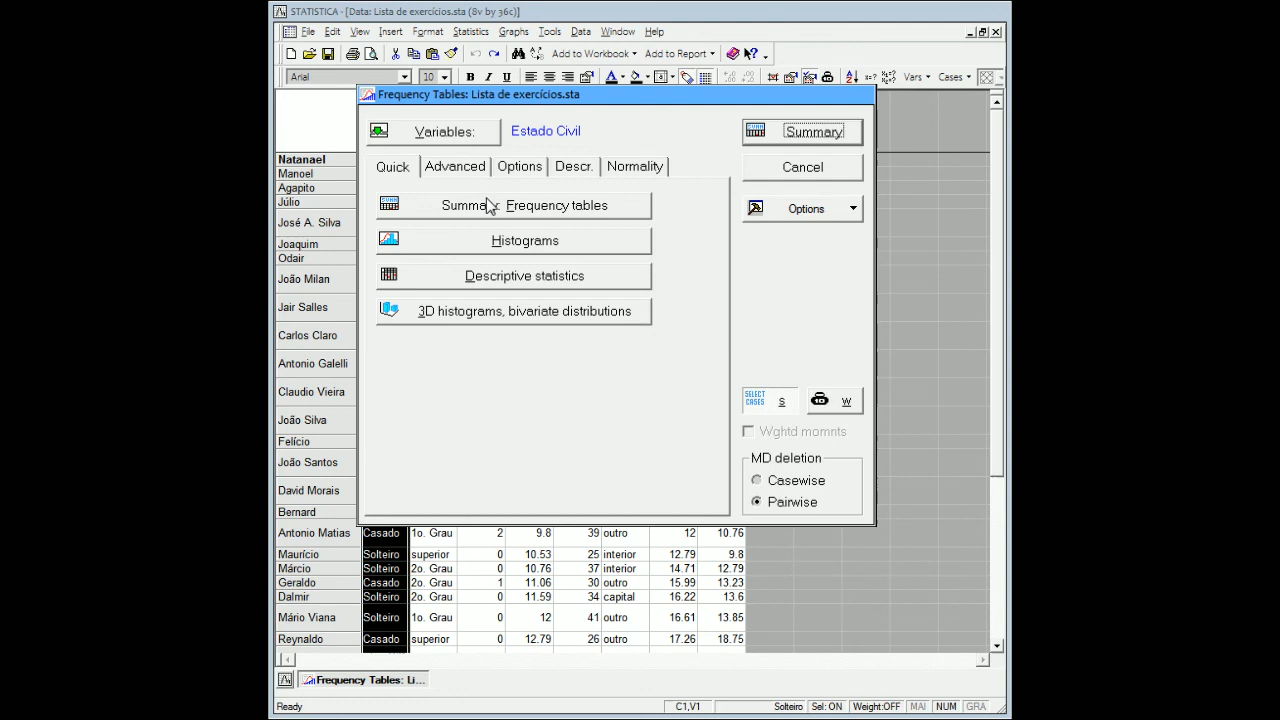 STATISTICA - [Data: Lista de exercícios.sta (8v by 36c)]
File Edit View Insert Format Statistics Graphs Tools Data Window Help
Add to Workbook Add to Report
Arial 10 B I U A Vars Cases
Frequency Tables: Lista de exercícios.sta
Variables: Estado Civil Summary
Quick Advanced Options Descr. Normality Cancel
Summary: Frequency tables Options
Histograms
Descriptive statistics
3D histograms, bivariate distributions
SELECT CASES S W
Wghtd momnts
MD deletion
Casewise
Pairwise
Natanael
Manoel
Agapito
Júlio
José A. Silva
Joaquim
Odair
João Milan
Jair Salles
Carlos Claro
Antonio Galelli
Claudio Vieira
João Silva
Felício
João Santos
David Morais
Bernard
Antonio Matias Casado 1o. Grau 2 9.8 39 outro 12 10.76
Maurício Solteiro superior 0 10.53 25 interior 12.79 9.8
Márcio Solteiro 2o. Grau 0 10.76 37 interior 14.71 12.79
Geraldo Casado 2o. Grau 1 11.06 30 outro 15.99 13.23
Dalmir Solteiro 2o. Grau 0 11.59 34 capital 16.22 13.6
Mário Viana Solteiro 1o. Grau 0 12 41 outro 16.61 13.85
Reynaldo Casado superior 0 12.79 26 outro 17.26 18.75
Frequency Tables: Li...
Ready C1,V1 Solteiro Sel: ON Weight:OFF MAI NUM GRA